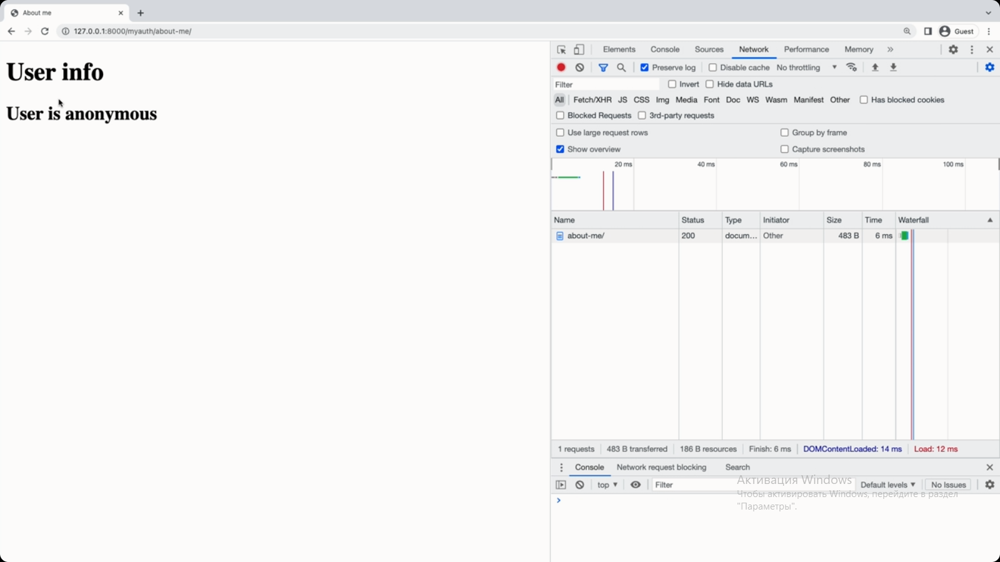 About me
127.0.0.1:8000/myauth/about-me/
Guest
User info
User is anonymous
Elements Console Sources Network Performance Memory
Preserve log Disable cache No throttling
Filter Invert Hide data URLs
All Fetch/XHR JS CSS Img Media Font Doc WS Wasm Manifest Other Has blocked cookies
Blocked Requests 3rd-party requests
Use large request rows Group by frame
Show overview Capture screenshots
20 ms 40 ms 60 ms 80 ms 100 ms
Name Status Type Initiator Size Time Waterfall
about-me/ 200 docum... Other 483 B 6 ms
1 requests 483 B transferred 186 B resources Finish: 6 ms DOMContentLoaded: 14 ms Load: 12 ms
Console Network request blocking Search
top Filter Default levels No Issues
Активация Windows
Чтобы активировать Windows, перейдите в раздел
"Параметры".